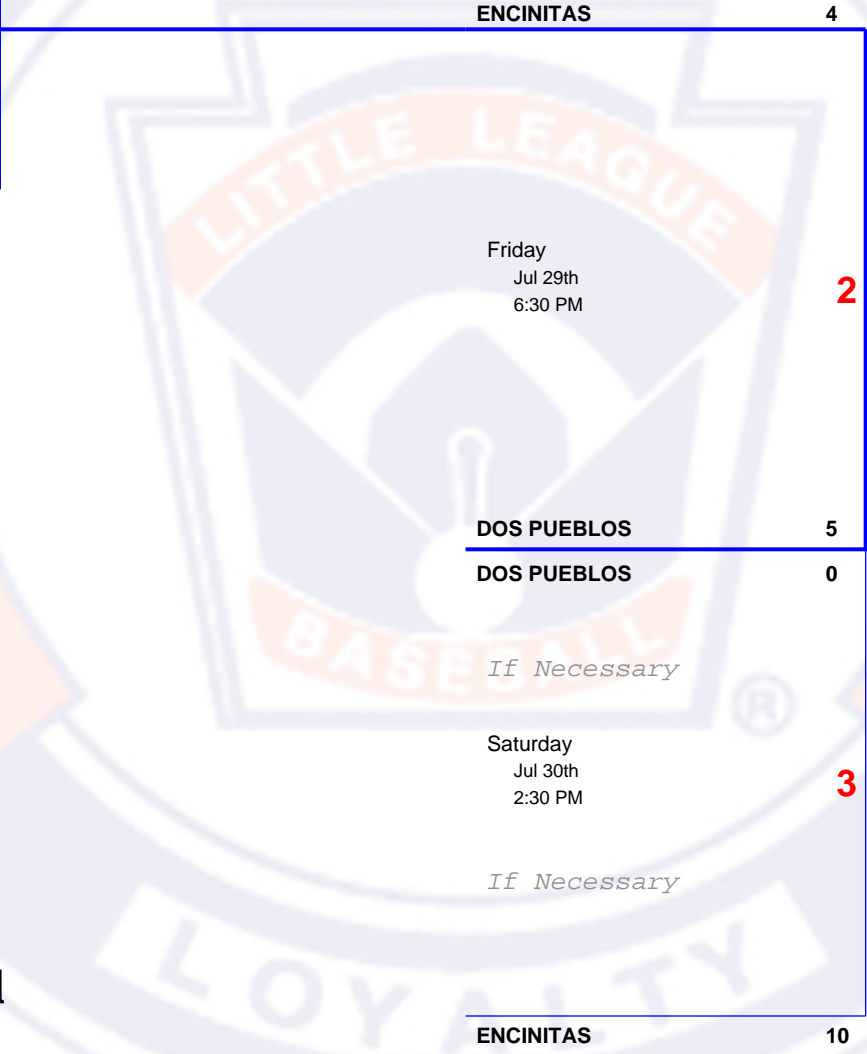 ENCINITAS 4
LITTLE LEAGUE
Friday
Jul 29th
6:30 PM
2
DOS PUEBLOS 5
DOS PUEBLOS 0
BASEBALL
If Necessary
®
Saturday
Jul 30th
2:30 PM
3
If Necessary
LOYALTY
ENCINITAS 10